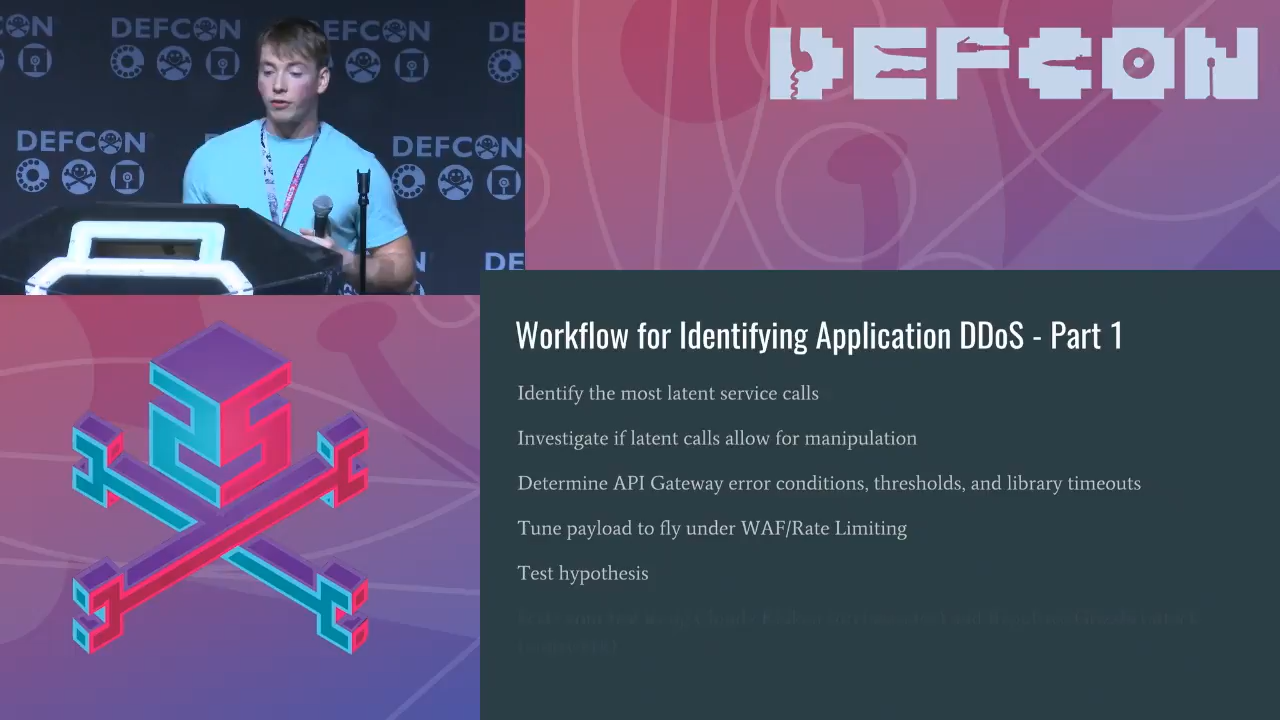 DEFCON
DEFCON
DEFCON
DEFCON
DEFCON
DEFCON
Workflow for Identifying Application DDoS - Part 1
Identify the most latent service calls
Investigate if latent calls allow for manipulation
Determine API Gateway error conditions, thresholds, and library timeouts
Tune payload to fly under WAF/Rate Limiting
Test hypothesis